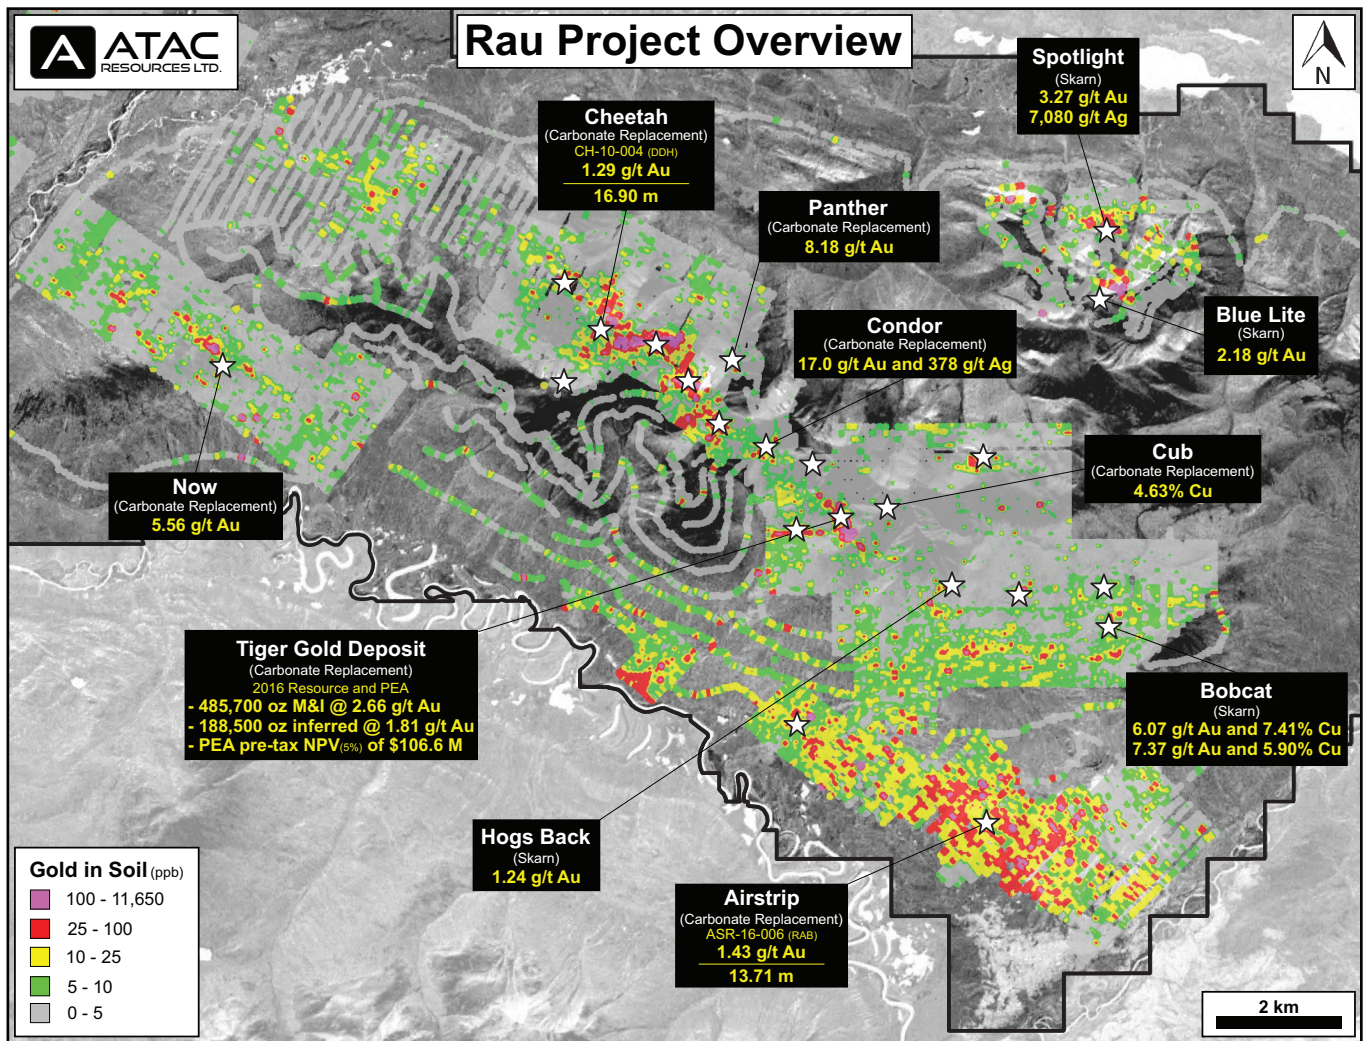 ATAC
RESOURCES LTD.
Rau Project Overview
N
Spotlight
(Skarn)
3.27 g/t Au
7,080 g/t Ag
Cheetah
(Carbonate Replacement)
CH-10-004 (DDH)
1.29 g/t Au
16.90 m
Panther
(Carbonate Replacement)
8.18 g/t Au
Condor
(Carbonate Replacement)
17.0 g/t Au and 378 g/t Ag
Blue Lite
(Skarn)
2.18 g/t Au
Cub
(Carbonate Replacement)
4.63% Cu
Now
(Carbonate Replacement)
5.56 g/t Au
Tiger Gold Deposit
(Carbonate Replacement)
2016 Resource and PEA
- 485,700 oz M&I @ 2.66 g/t Au
- 188,500 oz inferred @ 1.81 g/t Au
- PEA pre-tax NPV(5%) of $106.6 M
Bobcat
(Skarn)
6.07 g/t Au and 7.41% Cu
7.37 g/t Au and 5.90% Cu
Hogs Back
(Skarn)
1.24 g/t Au
Airstrip
(Carbonate Replacement)
ASR-16-006 (RAB)
1.43 g/t Au
13.71 m
Gold in Soil (ppb)
100 - 11,650
25 - 100
10 - 25
5 - 10
0 - 5
2 km